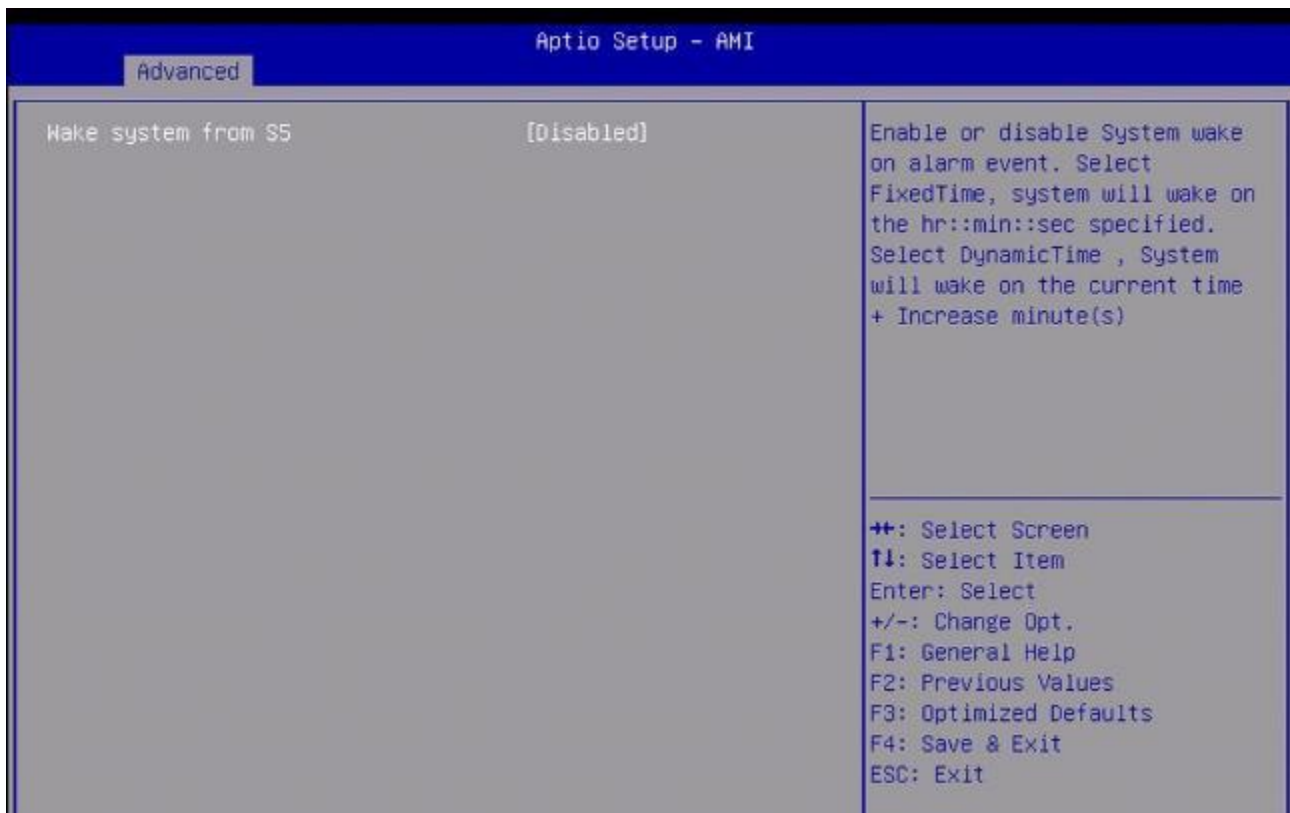 Aptio Setup – AMI
Advanced
Wake system from S5 [Disabled]
Enable or disable System wake
on alarm event. Select
FixedTime, system will wake on
the hr::min::sec specified.
Select DynamicTime , System
will wake on the current time
+ Increase minute(s)
→←: Select Screen
↑↓: Select Item
Enter: Select
+/-: Change Opt.
F1: General Help
F2: Previous Values
F3: Optimized Defaults
F4: Save & Exit
ESC: Exit